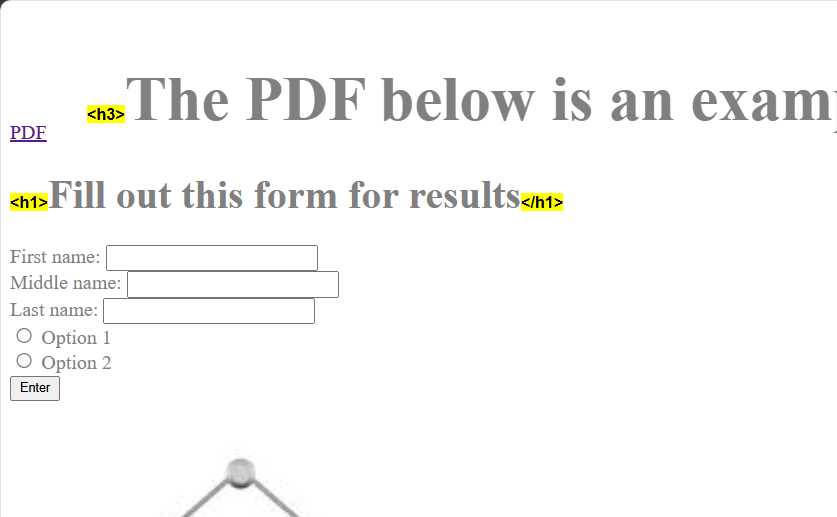 <h3>The PDF below is an exam
PDF
<h1>Fill out this form for results</h1>
First name:
Middle name:
Last name:
Option 1
Option 2
Enter